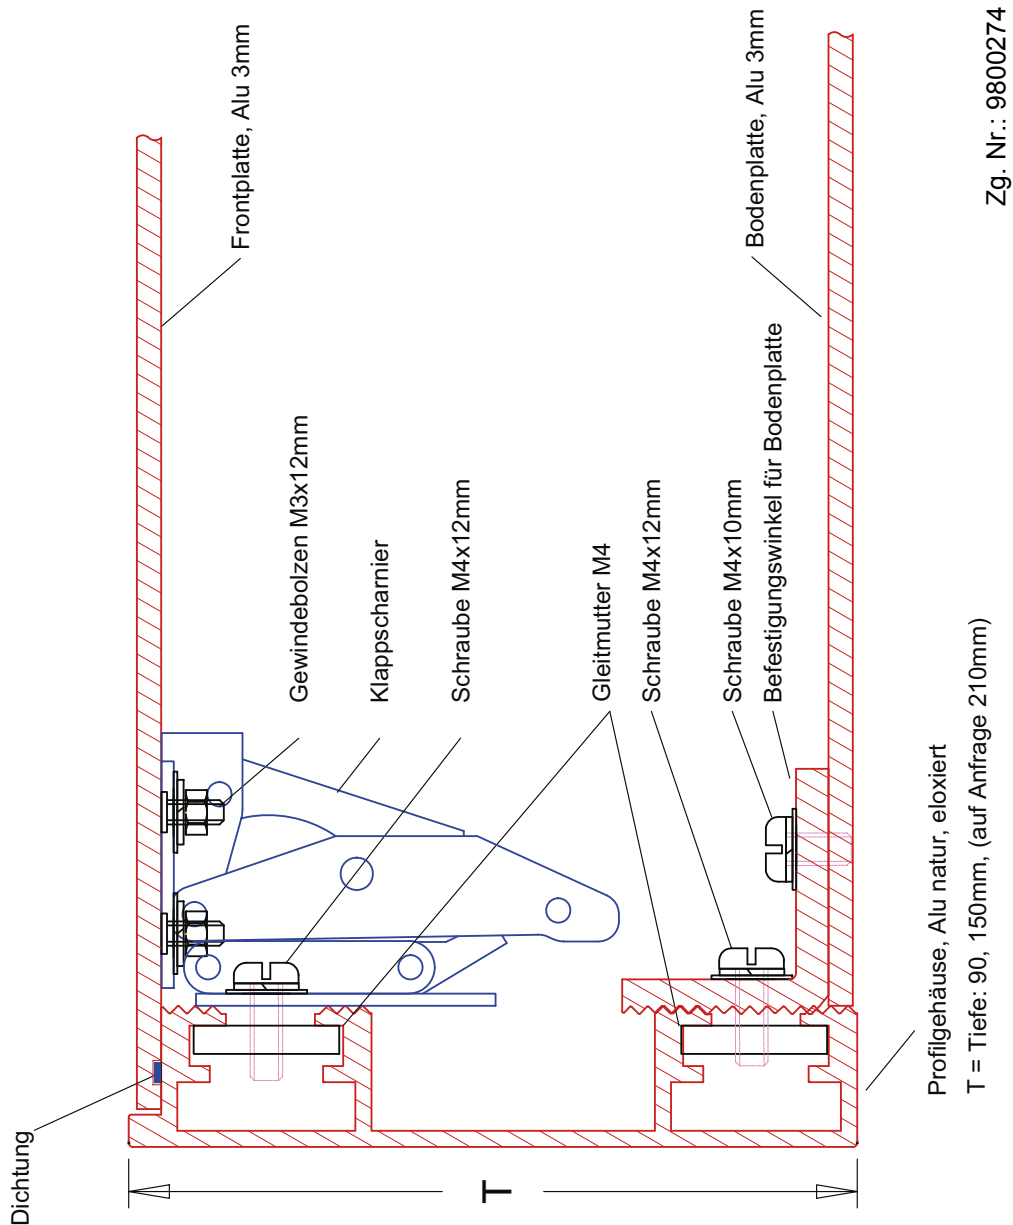 Dichtung
Frontplatte, Alu 3mm
Gewindebolzen M3x12mm
Klappscharnier
Schraube M4x12mm
Gleitmutter M4
Schraube M4x12mm
Schraube M4x10mm
Befestigungswinkel für Bodenplatte
Bodenplatte, Alu 3mm
Profilgehäuse, Alu natur, eloxiert
T = Tiefe: 90, 150mm, (auf Anfrage 210mm)
T
Zg. Nr.: 9800274